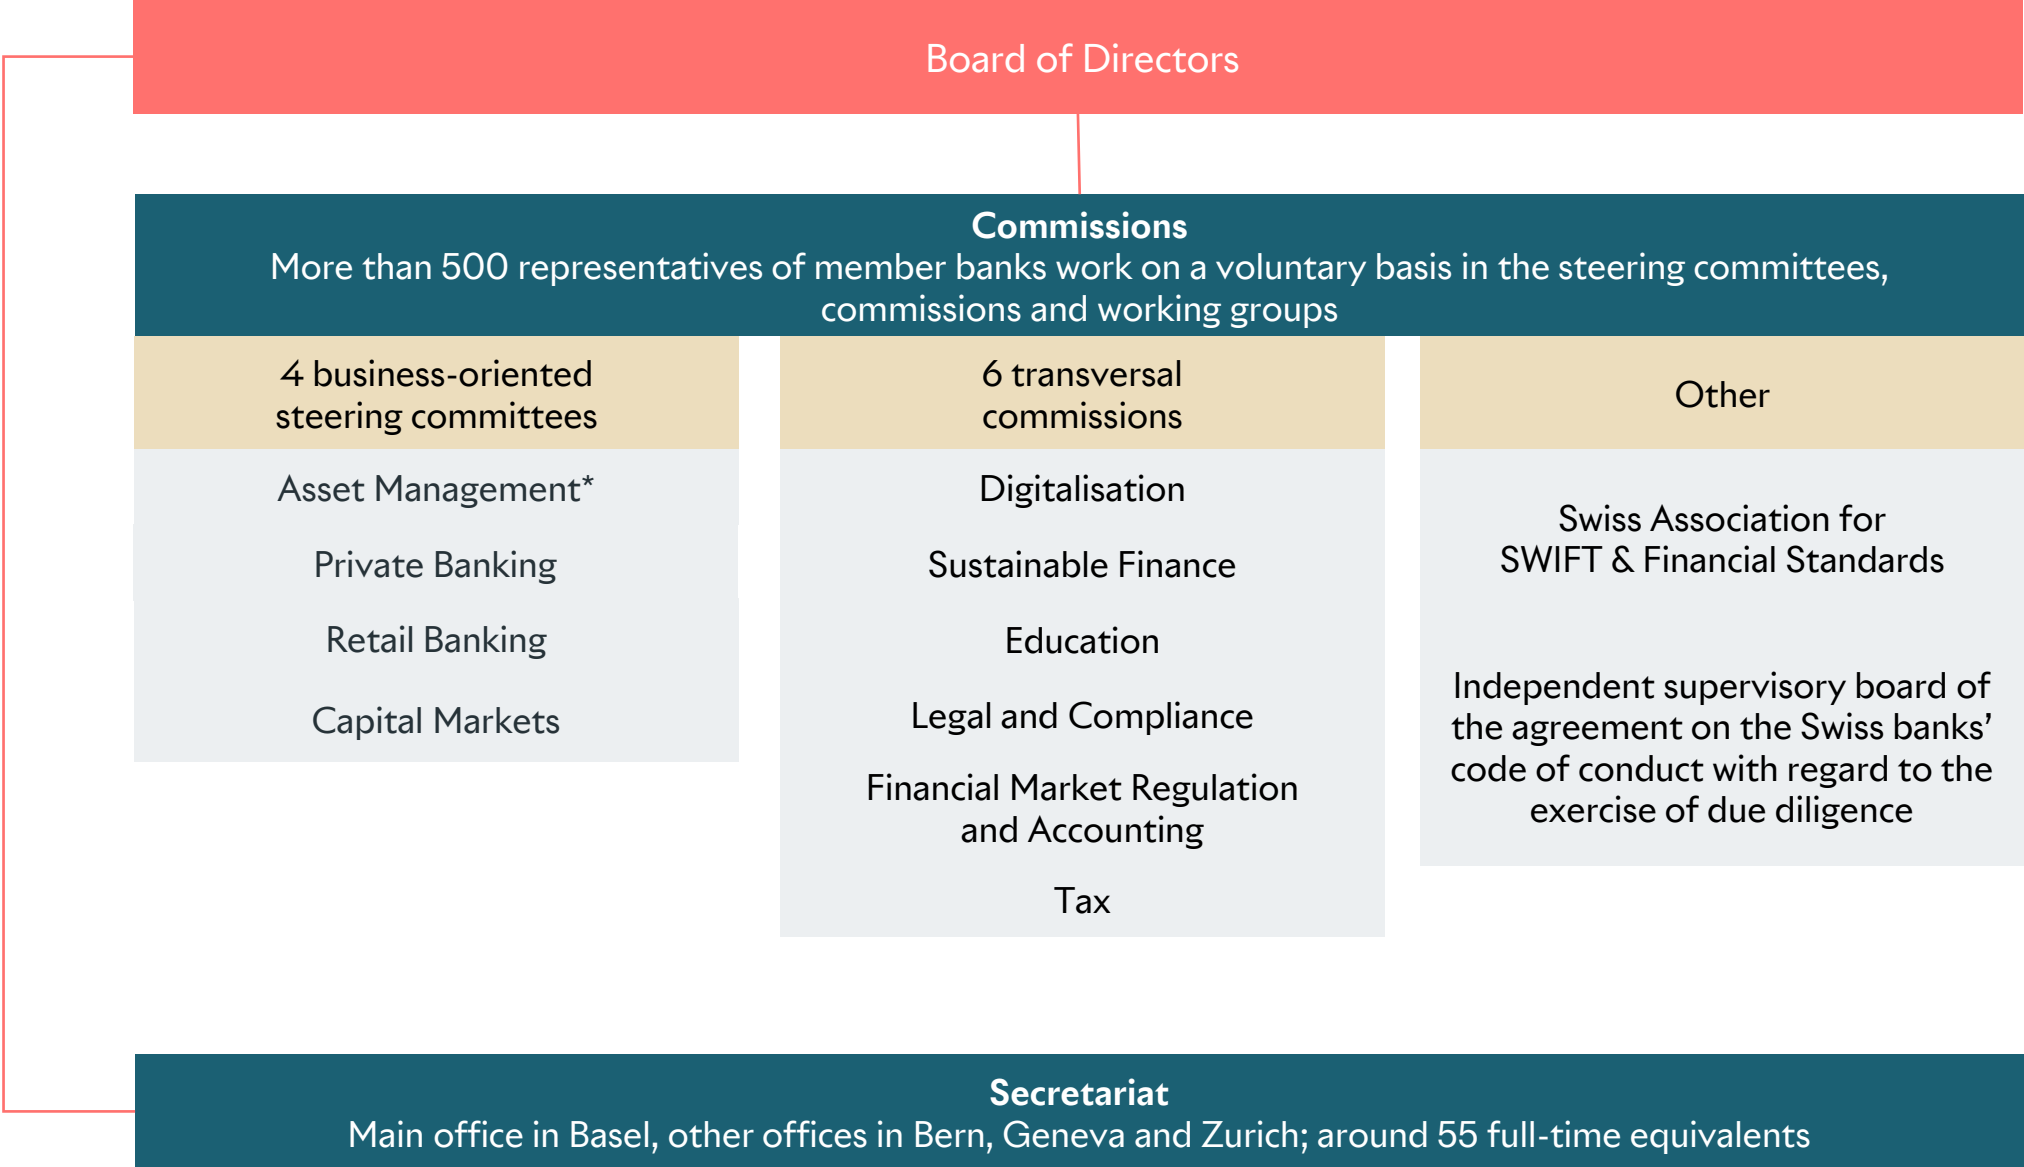 Board of Directors
Commissions
More than 500 representatives of member banks work on a voluntary basis in the steering committees,
commissions and working groups
4 business-oriented
steering committees
Asset Management*
Private Banking
Retail Banking
Capital Markets
6 transversal
commissions
Digitalisation
Sustainable Finance
Education
Legal and Compliance
Financial Market Regulation
and Accounting
Tax
Other
Swiss Association for
SWIFT & Financial Standards
Independent supervisory board of
the agreement on the Swiss banks’
code of conduct with regard to the
exercise of due diligence
Secretariat
Main office in Basel, other offices in Bern, Geneva and Zurich; around 55 full-time equivalents